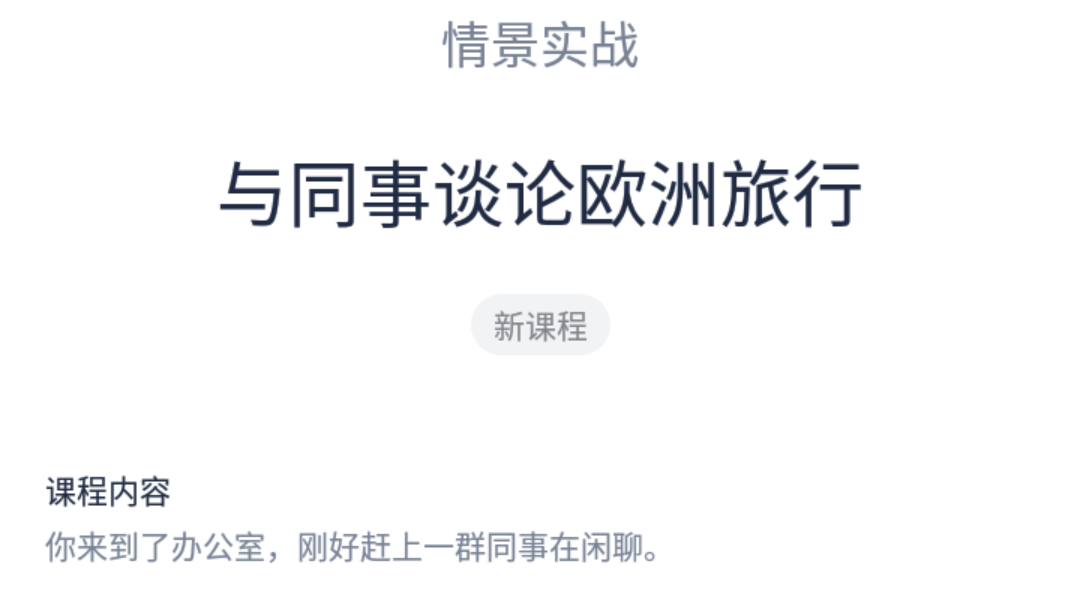 情景实战
与同事谈论欧洲旅行
新课程
课程内容
你来到了办公室，刚好赶上一群同事在闲聊。